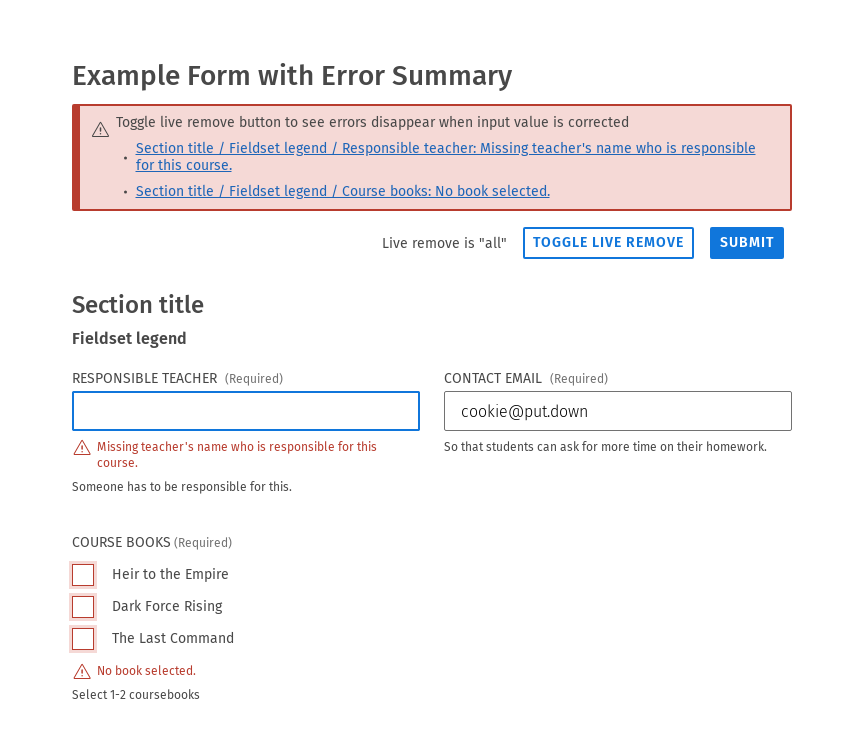 Example Form with Error Summary
Toggle live remove button to see errors disappear when input value is corrected
• Section title / Fieldset legend / Responsible teacher: Missing teacher's name who is responsible
for this course.
• Section title / Fieldset legend / Course books: No book selected.
Live remove is "all" TOGGLE LIVE REMOVE SUBMIT
Section title
Fieldset legend
RESPONSIBLE TEACHER (Required)
Missing teacher's name who is responsible for this
course.
Someone has to be responsible for this.
CONTACT EMAIL (Required)
cookie@put.down
So that students can ask for more time on their homework.
COURSE BOOKS (Required)
Heir to the Empire
Dark Force Rising
The Last Command
No book selected.
Select 1-2 coursebooks